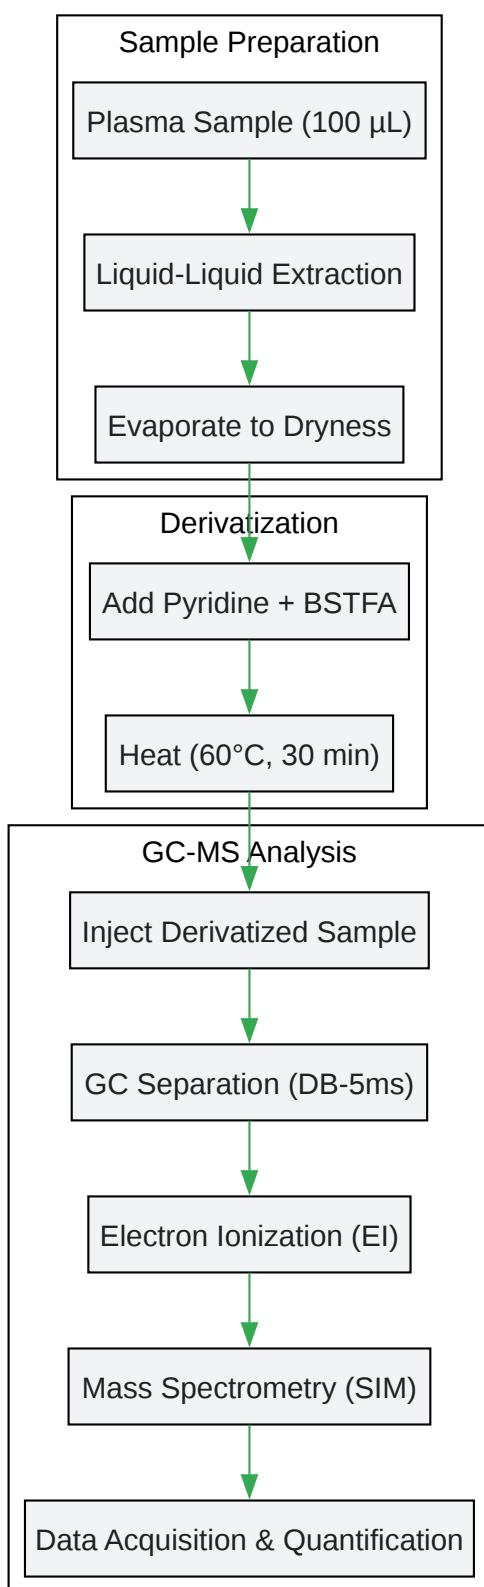 Sample Preparation
Plasma Sample (100 µL)
Liquid-Liquid Extraction
Evaporate to Dryness
Derivatization
Add Pyridine + BSTFA
Heat (60°C, 30 min)
GC-MS Analysis
Inject Derivatized Sample
GC Separation (DB-5ms)
Electron Ionization (EI)
Mass Spectrometry (SIM)
Data Acquisition & Quantification